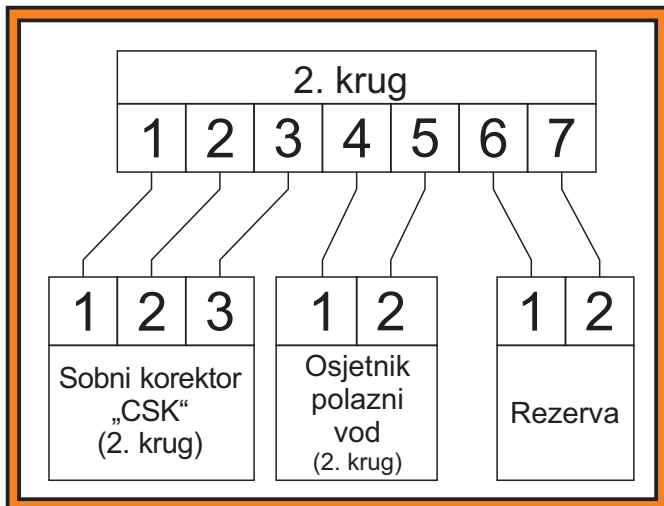 2. krug
1 2 3 4 5 6 7
1 2 3
Sobni korektor
„CSK“
(2. krug)
1 2
Osjetnik
polazni
vod
(2. krug)
1 2
Rezerva